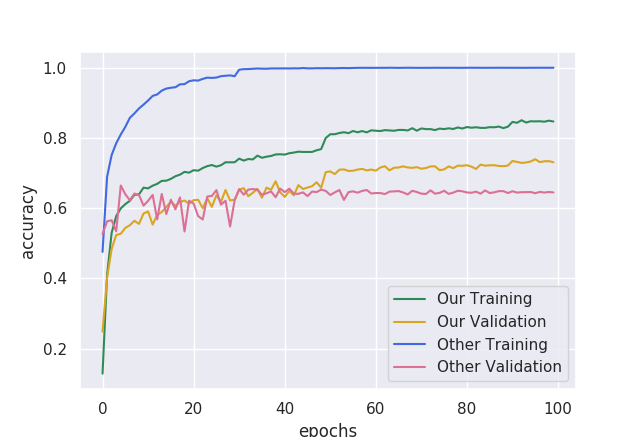 1.0
0.8
0.6
0.4
0.2
accuracy
0
20
40
60
80
100
epochs
Our Training
Our Validation
Other Training
Other Validation